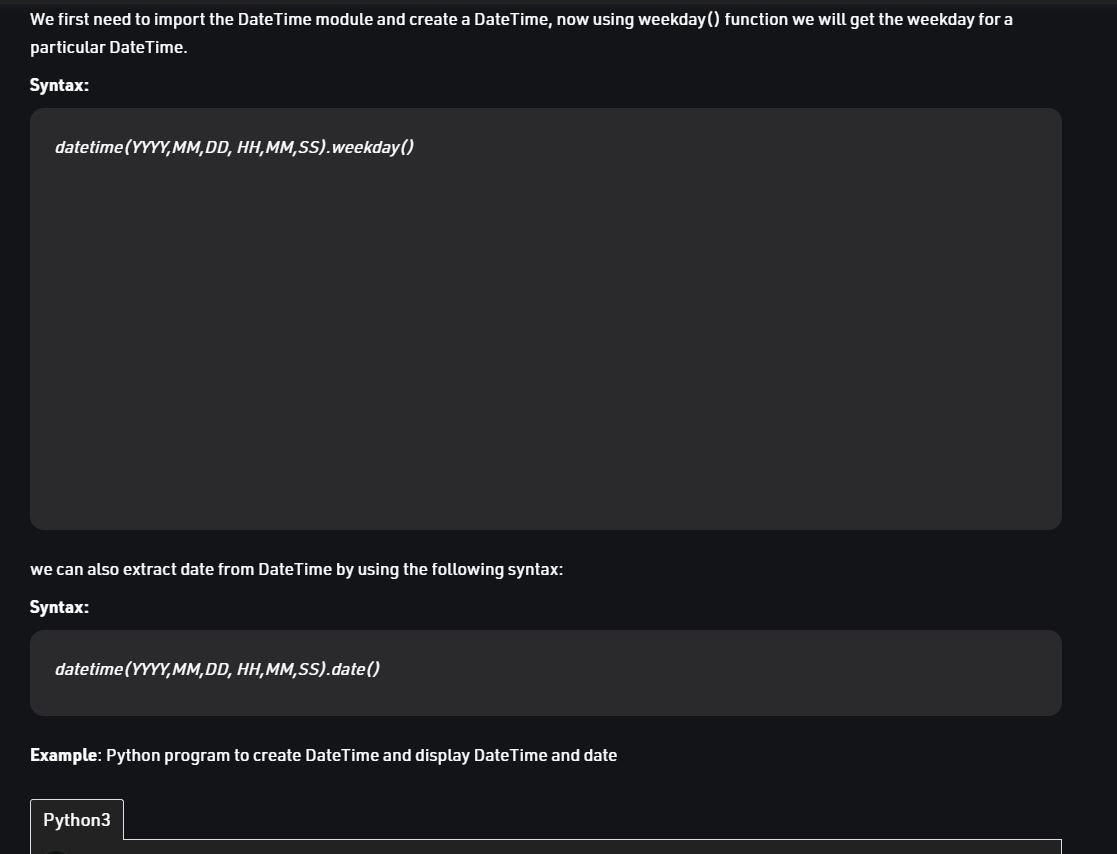 We first need to import the DateTime module and create a DateTime, now using weekday() function we will get the weekday for a
particular DateTime.
Syntax:
datetime(YYYY,MM,DD, HH,MM,SS).weekday()
we can also extract date from DateTime by using the following syntax:
Syntax:
datetime(YYYY,MM,DD, HH,MM,SS).date()
Example: Python program to create DateTime and display DateTime and date
Python3